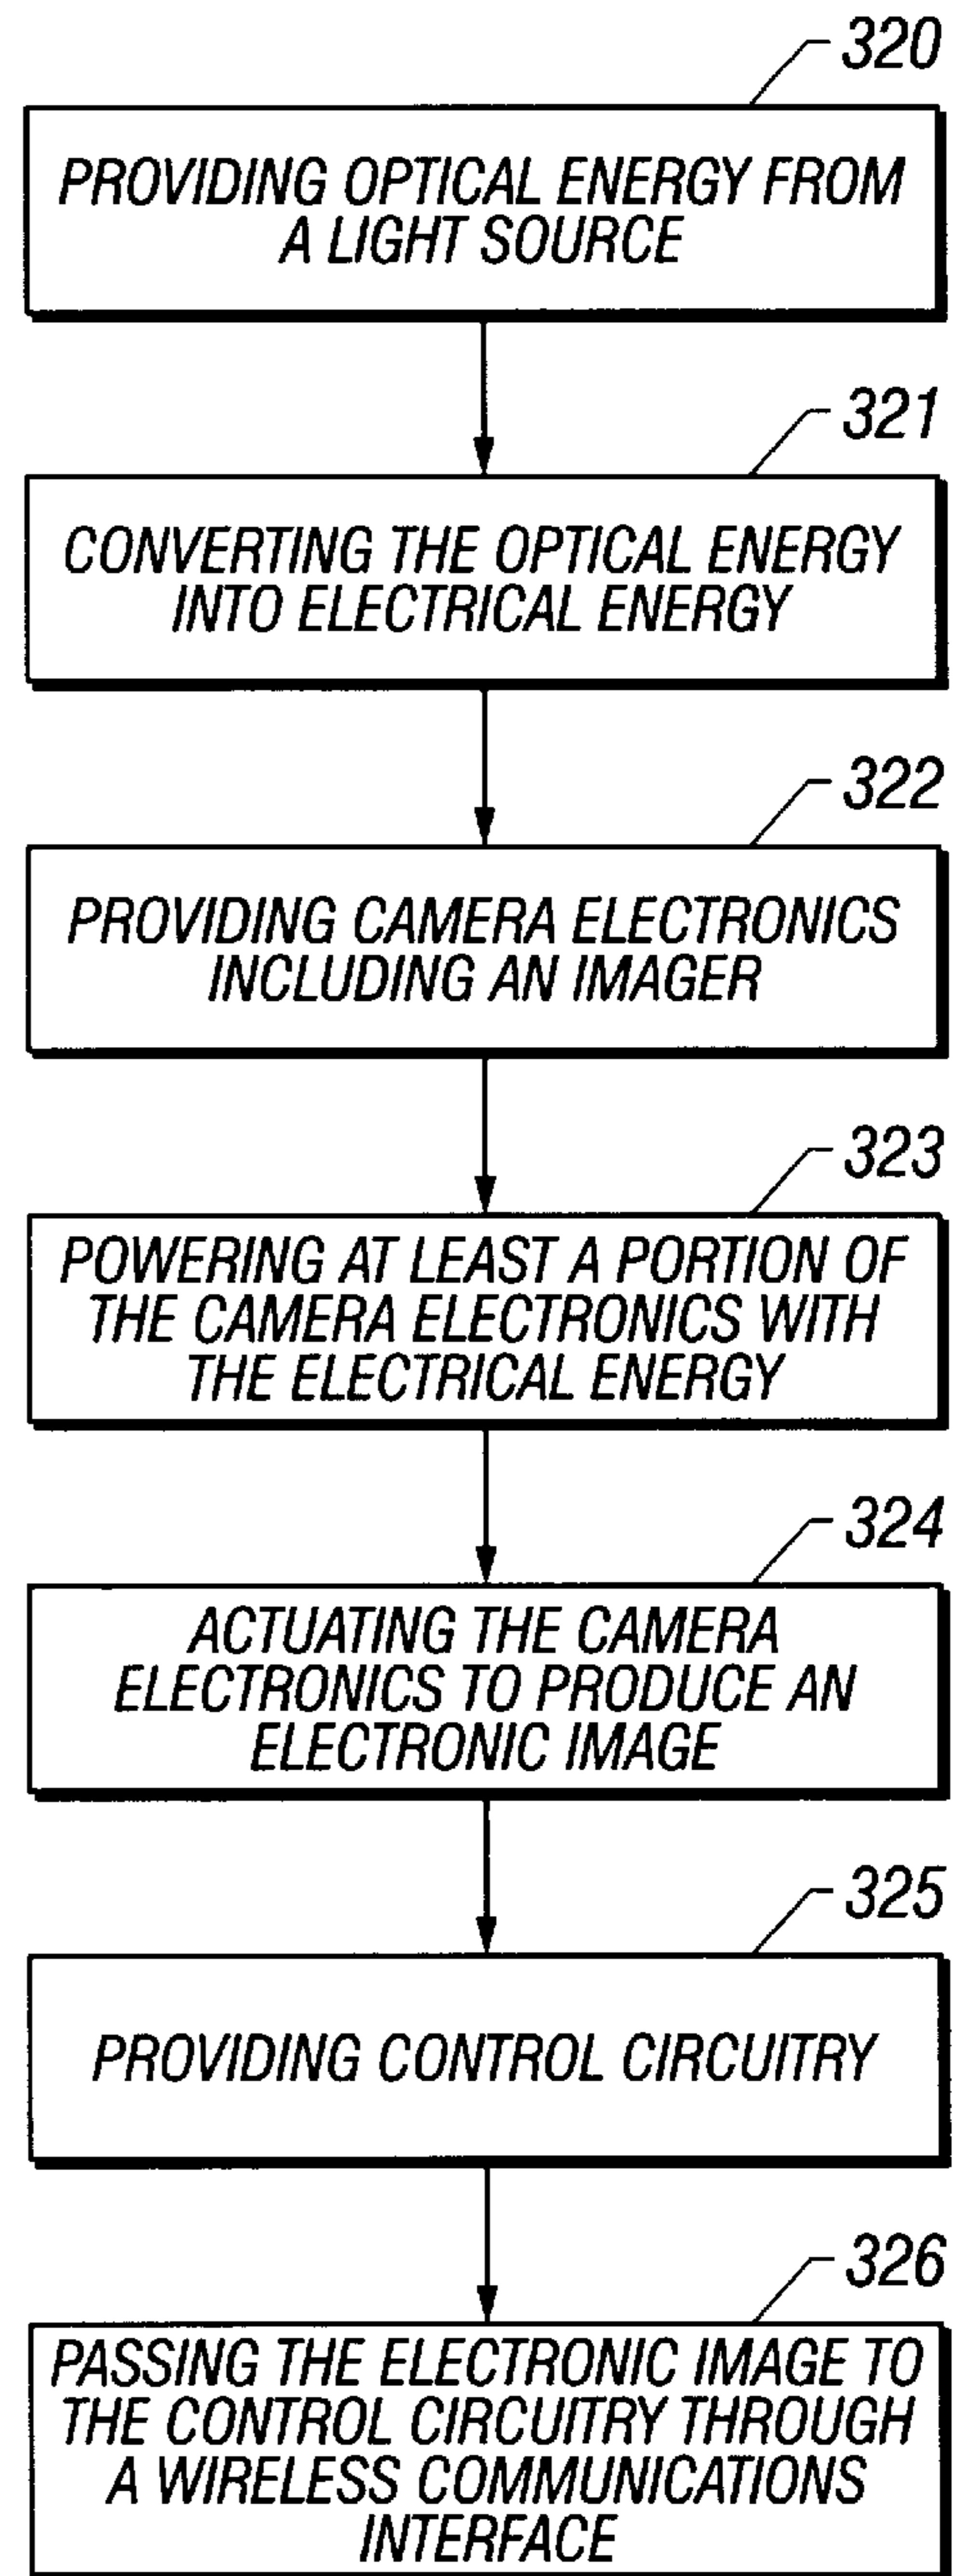 320
PROVIDING OPTICAL ENERGY FROM
A LIGHT SOURCE
321
CONVERTING THE OPTICAL ENERGY
INTO ELECTRICAL ENERGY
322
PROVIDING CAMERA ELECTRONICS
INCLUDING AN IMAGER
323
POWERING AT LEAST A PORTION OF
THE CAMERA ELECTRONICS WITH
THE ELECTRICAL ENERGY
324
ACTUATING THE CAMERA
ELECTRONICS TO PRODUCE AN
ELECTRONIC IMAGE
325
PROVIDING CONTROL CIRCUITRY
326
PASSING THE ELECTRONIC IMAGE TO
THE CONTROL CIRCUITRY THROUGH
A WIRELESS COMMUNICATIONS
INTERFACE